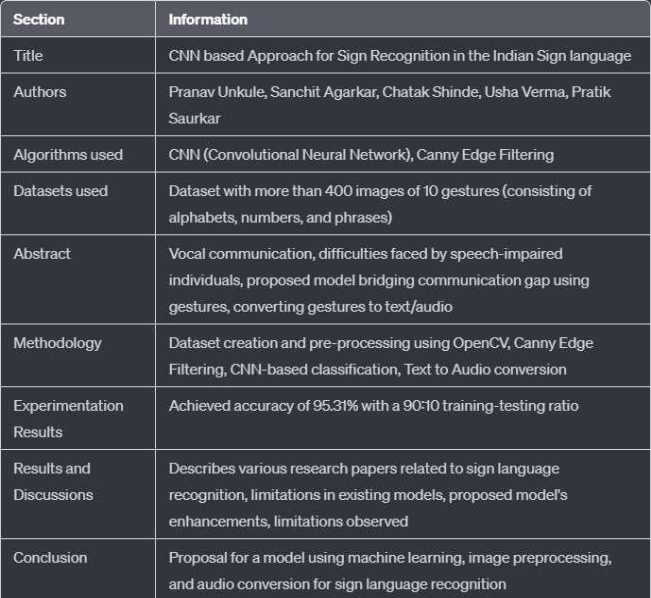 Section Information
Title CNN based Approach for Sign Recognition in the Indian Sign language
Authors Pranav Unkule, Sanchit Agarkar, Chatak Shinde, Usha Verma, Pratik
Saurkar
Algorithms used CNN (Convolutional Neural Network), Canny Edge Filtering
Datasets used Dataset with more than 400 images of 10 gestures (consisting of
alphabets, numbers, and phrases)
Abstract Vocal communication, difficulties faced by speech-impaired
individuals, proposed model bridging communication gap using
gestures, converting gestures to text/audio
Methodology Dataset creation and pre-processing using OpenCV, Canny Edge
Filtering, CNN-based classification, Text to Audio conversion
Experimentation Achieved accuracy of 95.31% with a 90:10 training-testing ratio
Results
Results and Describes various research papers related to sign language
Discussions recognition, limitations in existing models, proposed model's
enhancements, limitations observed
Conclusion Proposal for a model using machine learning, image preprocessing,
and audio conversion for sign language recognition